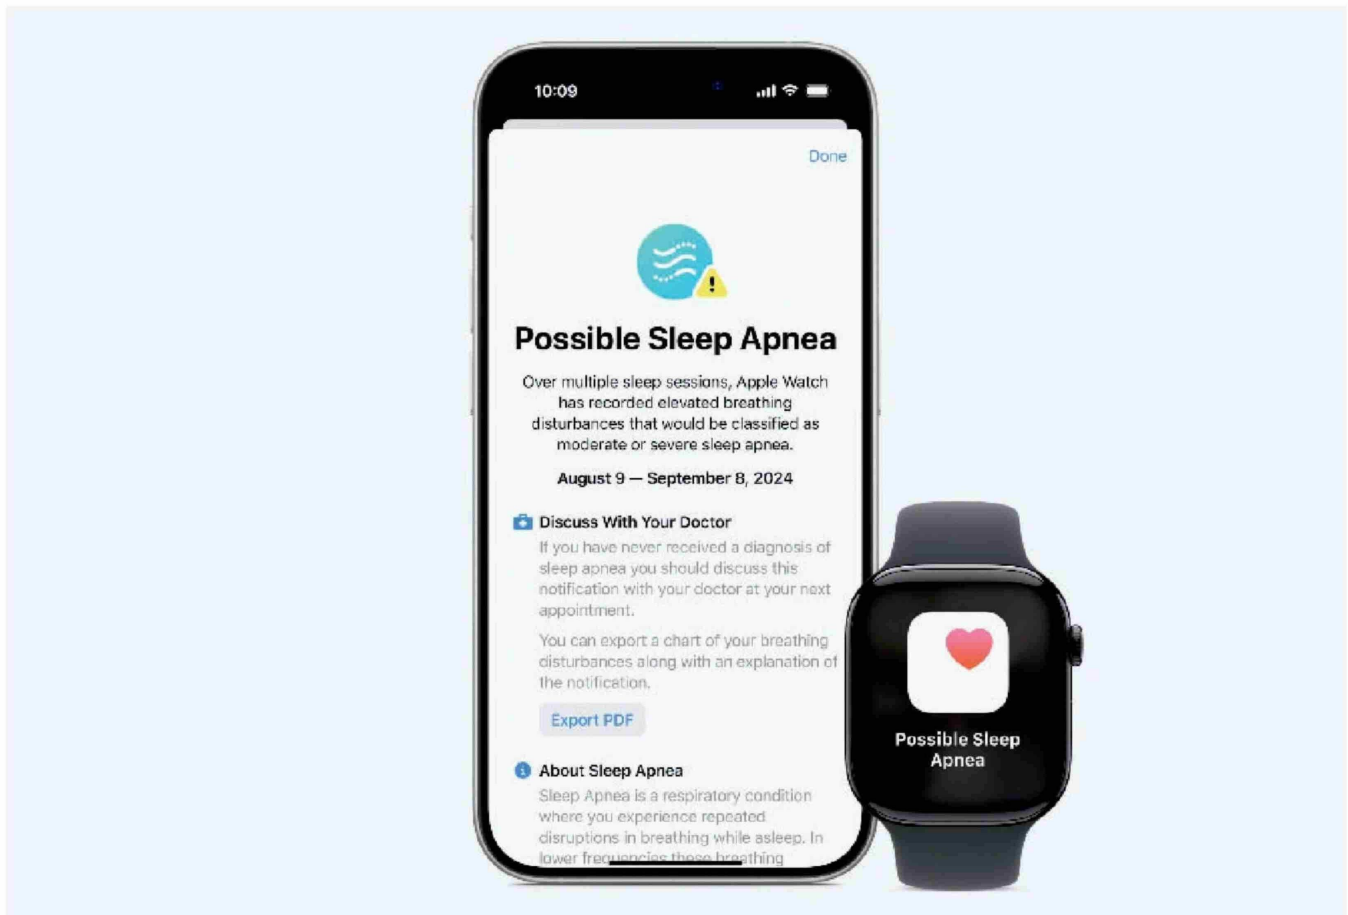 10:09
Done
Possible Sleep Apnea
Over multiple sleep sessions, Apple Watch
has recorded elevated breathing
disturbances that would be classified as
moderate or severe sleep apnea.
August 9 — September 8, 2024
Discuss With Your Doctor
If you have never received a diagnosis of
sleep apnea you should discuss this
notification with your doctor at your next
appointment.
You can export a chart of your breathing
disturbances along with an explanation of
the notification.
Export PDF
About Sleep Apnea
Sleep Apnea is a respiratory condition
where you experience repeated
disruptions in breathing while asleep. In
lower frequencies these breathing
Possible Sleep
Apnea